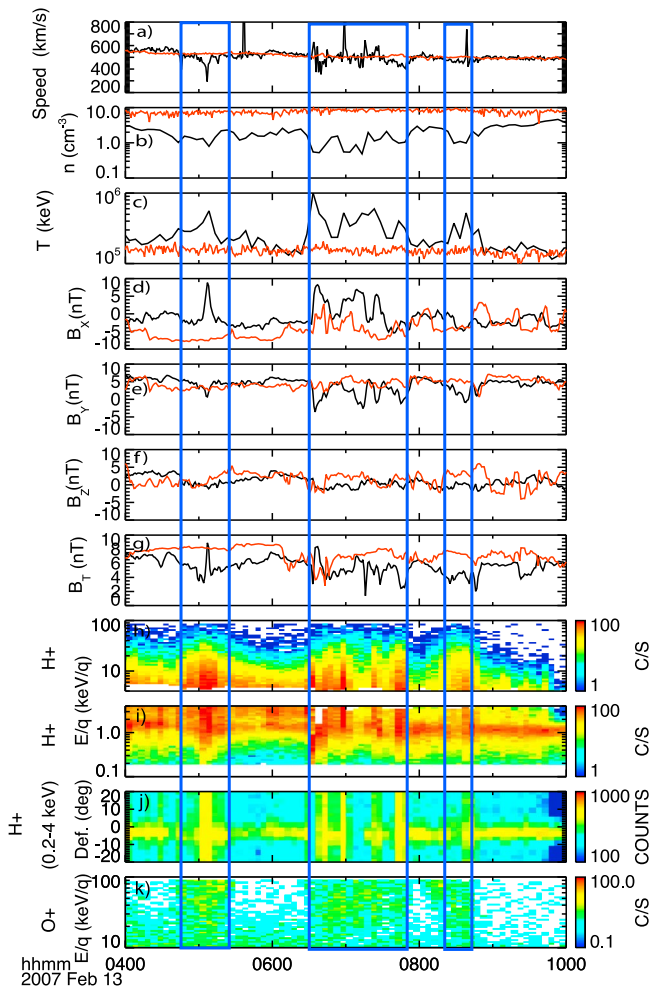 a)
Speed (km/s)
800
600
400
200
b)
n (cm-3)
10.0
1.0
0.1
c)
T (keV)
10^6
10^5
d)
BX(nT)
10
5
0
-5
-10
e)
BY(nT)
10
5
0
-5
-10
f)
BZ(nT)
10
5
0
-5
-10
g)
BT (nT)
8
6
4
2
0
h)
H+
E/q (keV/q)
100
10
100
1
C/S
i)
H+
1.0
0.1
100
1
C/S
j)
H+
(0.2-4 keV)
Def. (deg)
20
10
0
-10
-20
1000
100
COUNTS
k)
O+
E/q (keV/q)
100
10
100.0
0.1
C/S
0400 0600 0800 1000
hhmm
2007 Feb 13